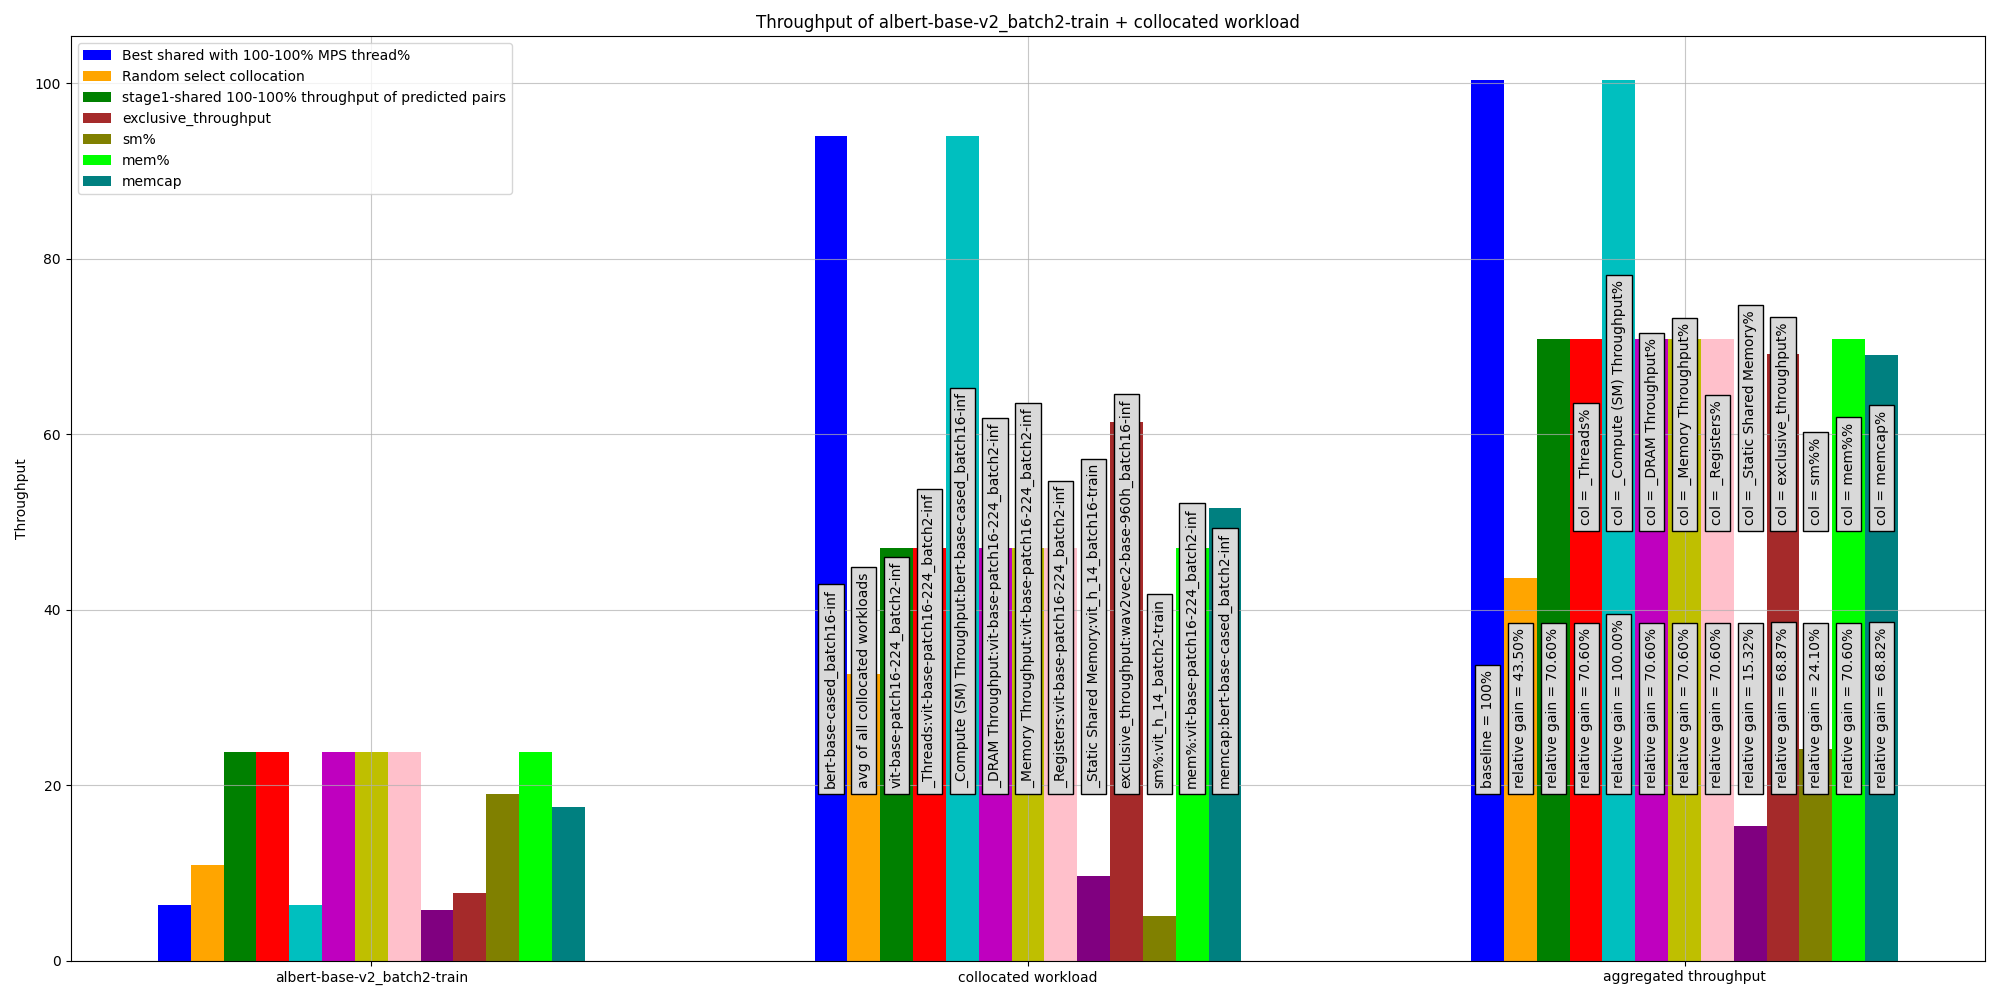 Throughput of albert-base-v2_batch2-train + collocated workload
Best shared with 100-100% MPS thread%
Random select collocation
stage1-shared 100-100% throughput of predicted pairs
exclusive_throughput
sm%
mem%
memcap
Throughput
100
80
60
40
20
0
bert-base-cased_batch16-inf
avg of all collocated workloads
vit-base-patch16-224_batch2-inf
_Threads:vit-base-patch16-224_batch2-inf
_Compute (SM) Throughput:bert-base-cased_batch16-inf
_DRAM Throughput:vit-base-patch16-224_batch2-inf
_Memory Throughput:vit-base-patch16-224_batch2-inf
_Registers:vit-base-patch16-224_batch2-inf
_Static Shared Memory:vit_h_14_batch16-train
exclusive_throughput:wav2vec2-base-960h_batch16-inf
sm%:vit_h_14_batch2-train
mem%:vit-base-patch16-224_batch2-inf
memcap:bert-base-cased_batch2-inf
col = _Threads%
col = _Compute (SM) Throughput%
col = _DRAM Throughput%
col = _Memory Throughput%
col = _Registers%
col = _Static Shared Memory%
col = exclusive_throughput%
col = sm%%
col = mem%%
col = memcap%
baseline = 100%
relative gain = 43.50%
relative gain = 70.60%
relative gain = 70.60%
relative gain = 100.00%
relative gain = 70.60%
relative gain = 70.60%
relative gain = 70.60%
relative gain = 15.32%
relative gain = 68.87%
relative gain = 24.10%
relative gain = 70.60%
relative gain = 68.82%
albert-base-v2_batch2-train
collocated workload
aggregated throughput